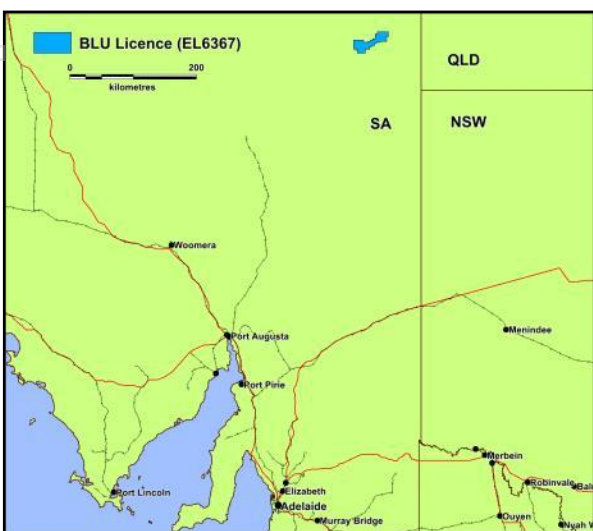 BLU Licence (EL6367)
0 200
kilometres
QLD
SA
NSW
Woomera
Port Augusta
Menindee
Port Pirie
Merbein
Elizabeth
Robinvale
Port Lincoln
Adelaide
Ouyen
Murray Bridge
Nyah W